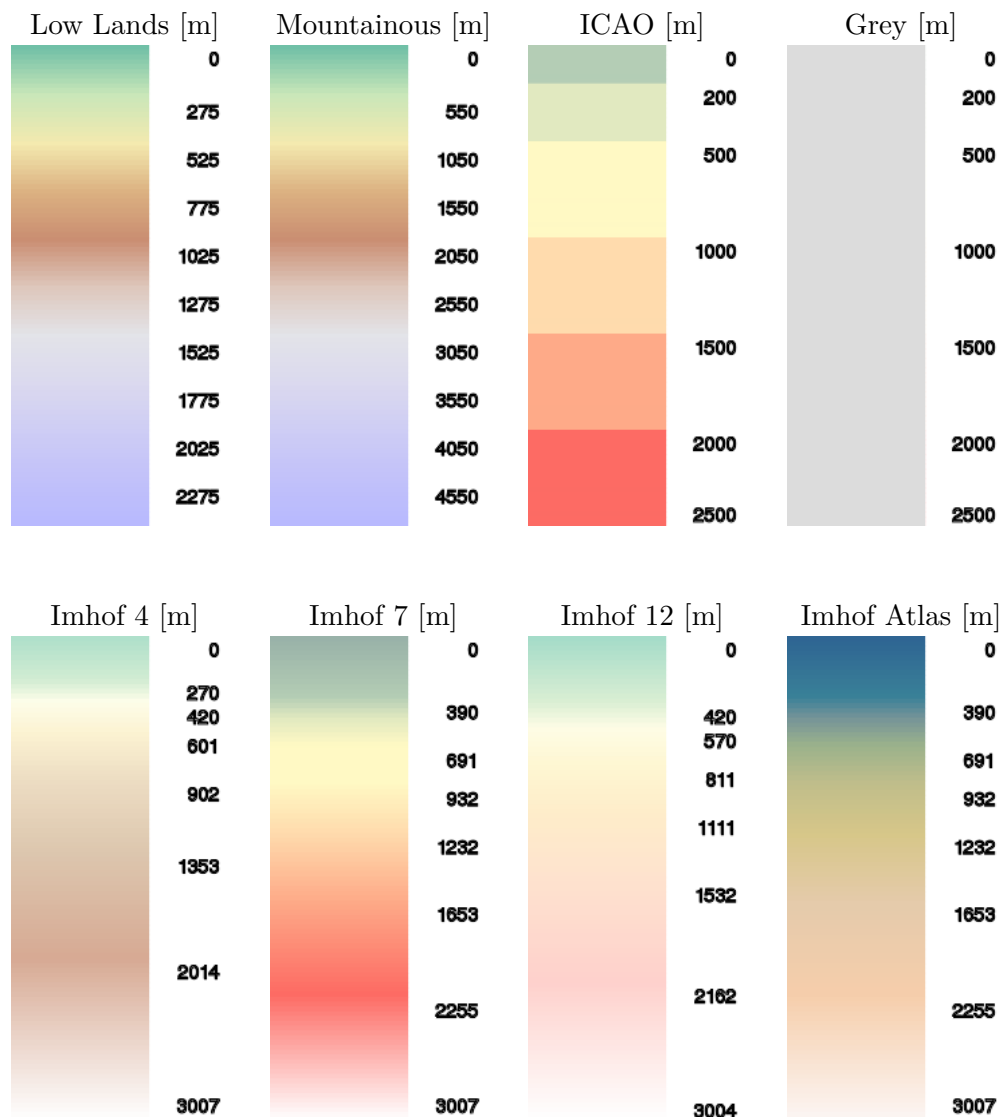 Low Lands [m] Mountainous [m] ICAO [m] Grey [m]
0 0 0 0
275 550 200 200
525 1050 500 500
775 1550
1025 2050 1000 1000
1275 2550
1525 3050 1500 1500
1775 3550
2025 4050 2000 2000
2275 4550 2500 2500
Imhof 4 [m] Imhof 7 [m] Imhof 12 [m] Imhof Atlas [m]
0 0 0 0
270 390 420 390
420 691 570 691
601 932 811 932
902 1232 1111 1232
1353 1653 1532 1653
2014 2255 2162 2255
3007 3007 3004 3007